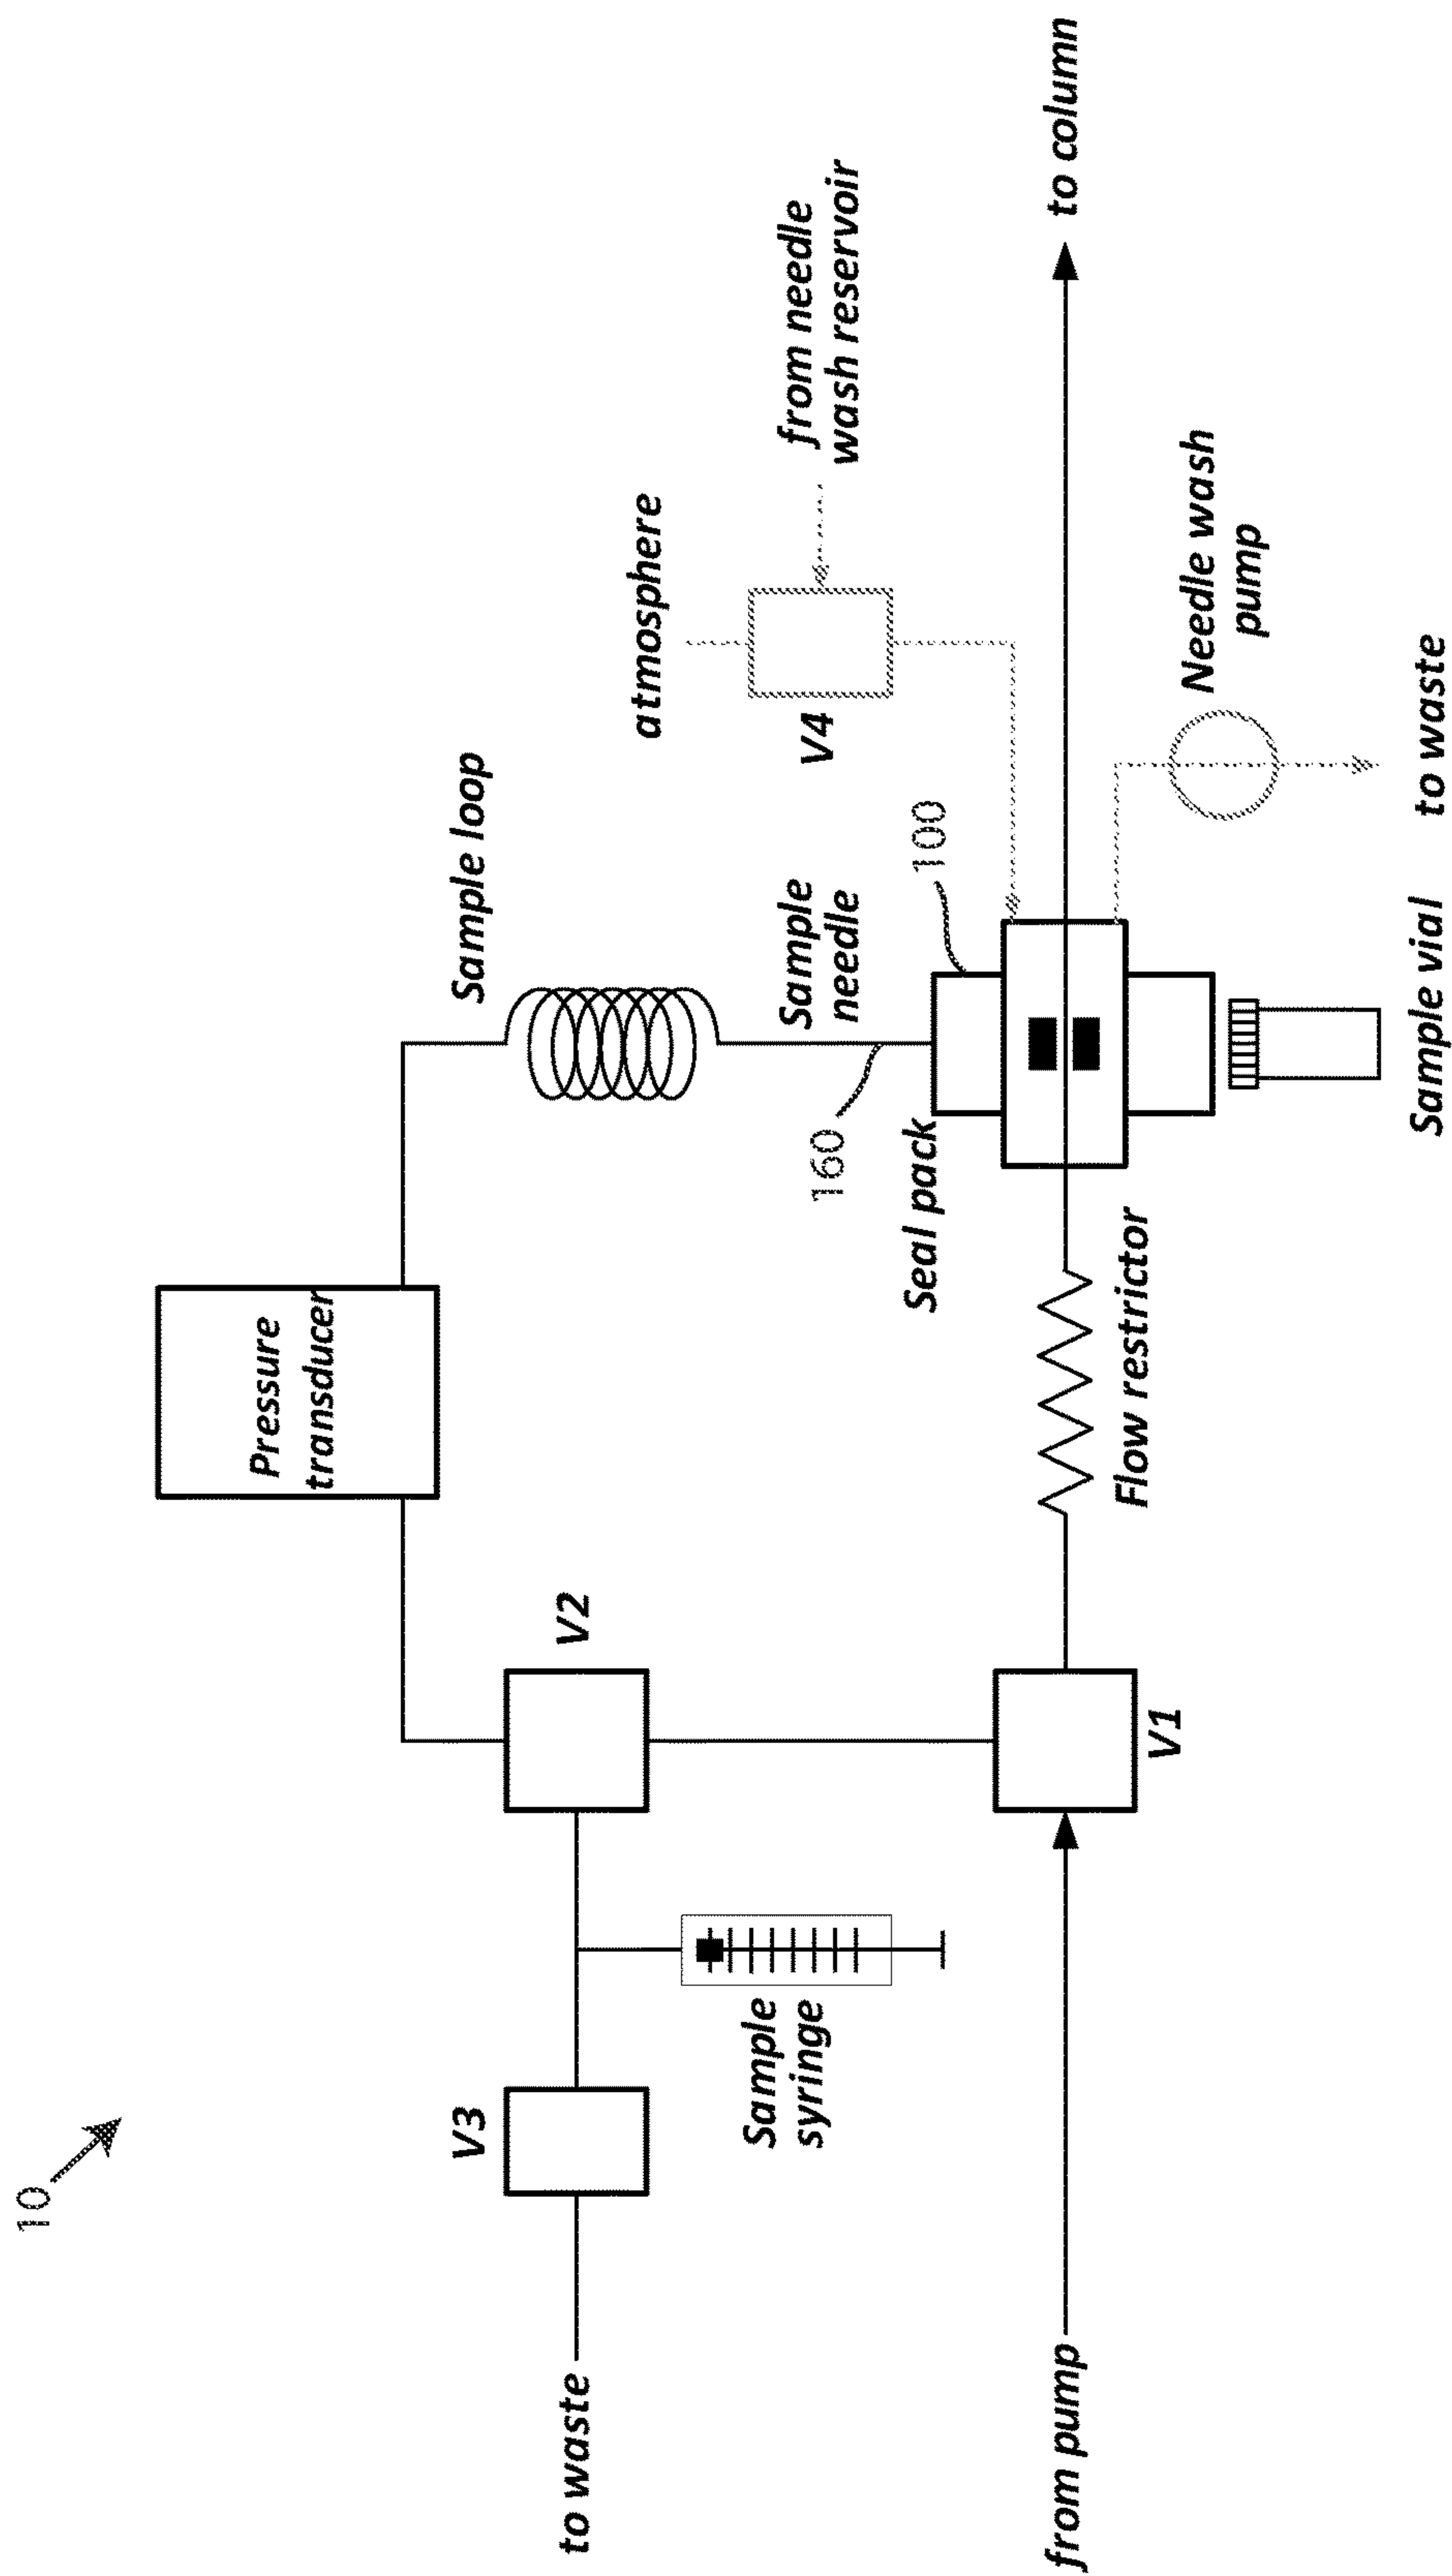 10
Pressure
transducer
Sample loop
V3
V2
atmosphere
to waste
Sample
syringe
Sample
needle
160
V4
from needle
wash reservoir
Seal pack
100
from pump
V1
Flow restrictor
to column
Needle wash
pump
Sample vial
to waste